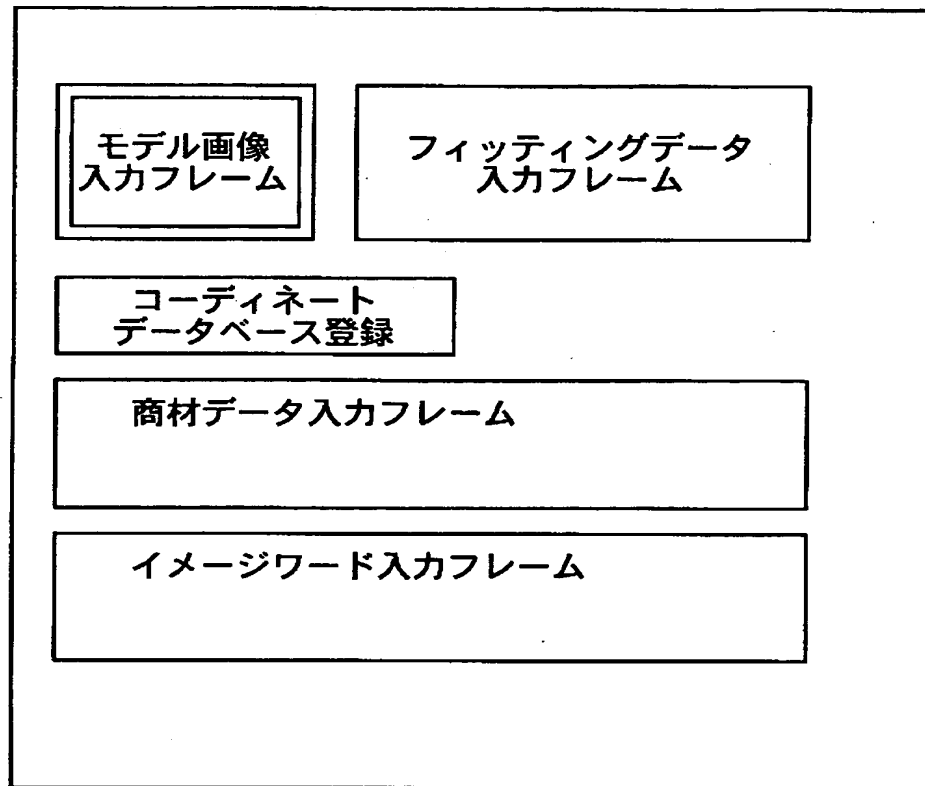 モデル画像
入力フレーム
フィッティングデータ
入力フレーム
コーディネート
データベース登録
商材データ入力フレーム
イメージワード入力フレーム